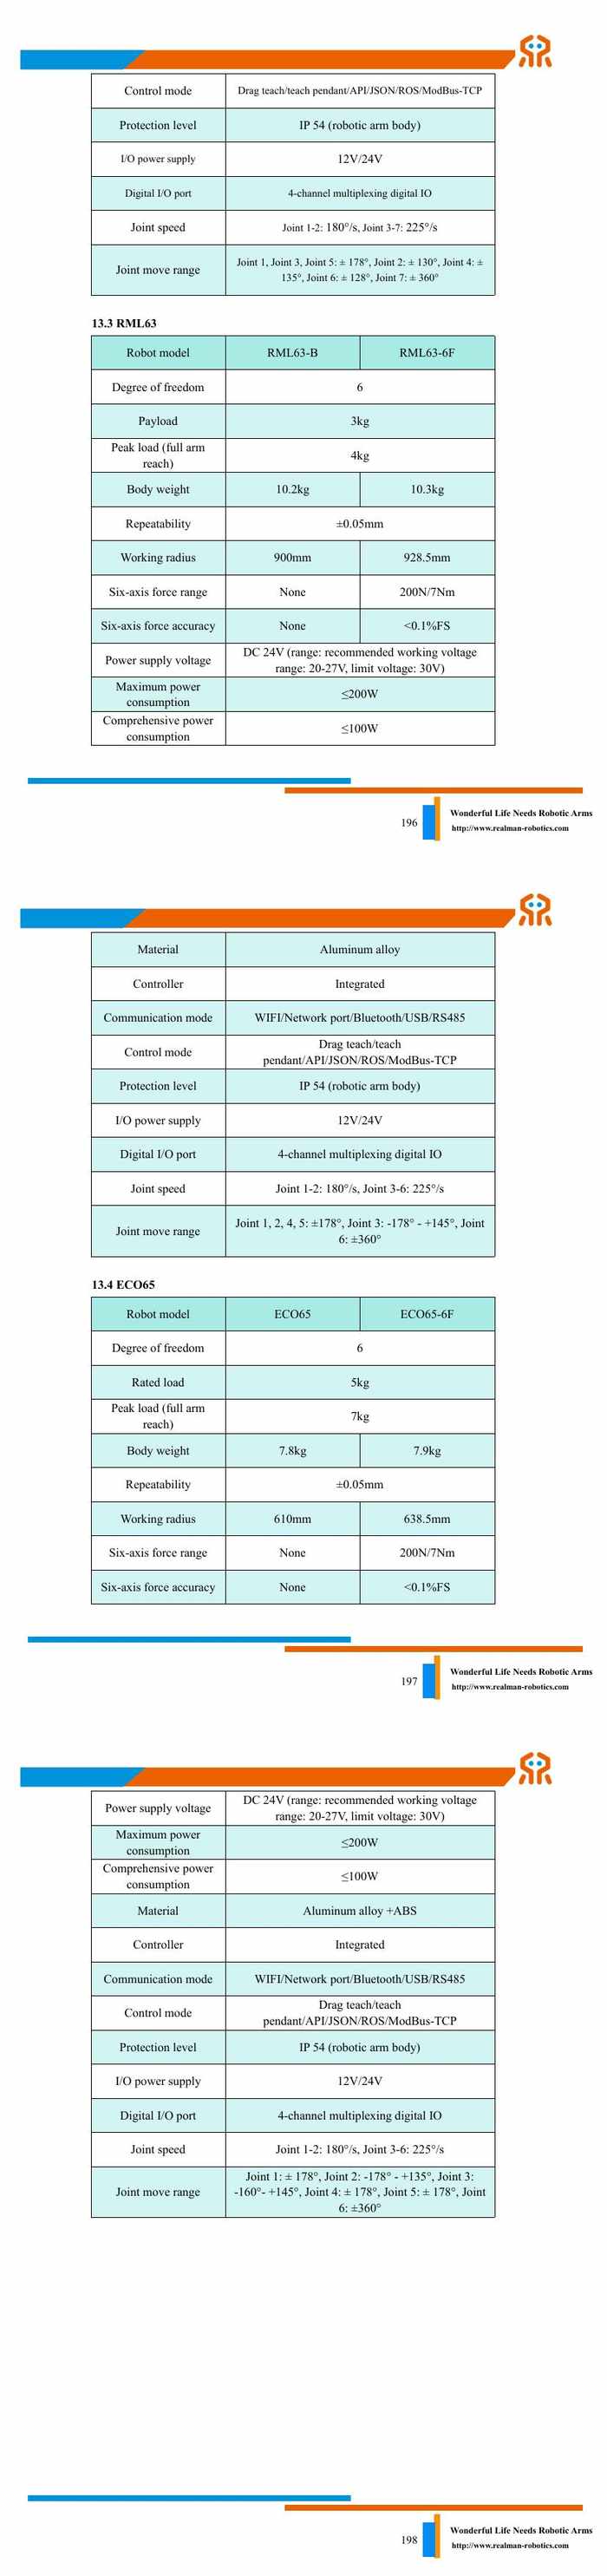 Control mode Drag teach/teach pendant/API/JSON/ROS/ModBus-TCP
Protection level IP 54 (robotic arm body)
I/O power supply 12V/24V
Digital I/O port 4-channel multiplexing digital IO
Joint speed Joint 1-2: 180°/s, Joint 3-7: 225°/s
Joint move range Joint 1, Joint 3, Joint 5: ± 178°, Joint 2: ± 130°, Joint 4: ±
135°, Joint 6: ± 128°, Joint 7: ± 360°
13.3 RML63
Robot model RML63-B RML63-6F
Degree of freedom 6
Payload 3kg
Peak load (full arm
reach) 4kg
Body weight 10.2kg 10.3kg
Repeatability ±0.05mm
Working radius 900mm 928.5mm
Six-axis force range None 200N/7Nm
Six-axis force accuracy None <0.1%FS
Power supply voltage DC 24V (range: recommended working voltage
range: 20-27V, limit voltage: 30V)
Maximum power
consumption ≤200W
Comprehensive power
consumption ≤100W
196 Wonderful Life Needs Robotic Arms
http://www.realman-robotics.com
Material Aluminum alloy
Controller Integrated
Communication mode WIFI/Network port/Bluetooth/USB/RS485
Control mode Drag teach/teach
pendant/API/JSON/ROS/ModBus-TCP
Protection level IP 54 (robotic arm body)
I/O power supply 12V/24V
Digital I/O port 4-channel multiplexing digital IO
Joint speed Joint 1-2: 180°/s, Joint 3-6: 225°/s
Joint move range Joint 1, 2, 4, 5: ±178°, Joint 3: -178° - +145°, Joint
6: ±360°
13.4 ECO65
Robot model ECO65 ECO65-6F
Degree of freedom 6
Rated load 5kg
Peak load (full arm
reach) 7kg
Body weight 7.8kg 7.9kg
Repeatability ±0.05mm
Working radius 610mm 638.5mm
Six-axis force range None 200N/7Nm
Six-axis force accuracy None <0.1%FS
197 Wonderful Life Needs Robotic Arms
http://www.realman-robotics.com
Power supply voltage DC 24V (range: recommended working voltage
range: 20-27V, limit voltage: 30V)
Maximum power
consumption ≤200W
Comprehensive power
consumption ≤100W
Material Aluminum alloy +ABS
Controller Integrated
Communication mode WIFI/Network port/Bluetooth/USB/RS485
Control mode Drag teach/teach
pendant/API/JSON/ROS/ModBus-TCP
Protection level IP 54 (robotic arm body)
I/O power supply 12V/24V
Digital I/O port 4-channel multiplexing digital IO
Joint speed Joint 1-2: 180°/s, Joint 3-6: 225°/s
Joint move range Joint 1: ± 178°, Joint 2: -178° - +135°, Joint 3:
-160°- +145°, Joint 4: ± 178°, Joint 5: ± 178°, Joint
6: ±360°
198 Wonderful Life Needs Robotic Arms
http://www.realman-robotics.com